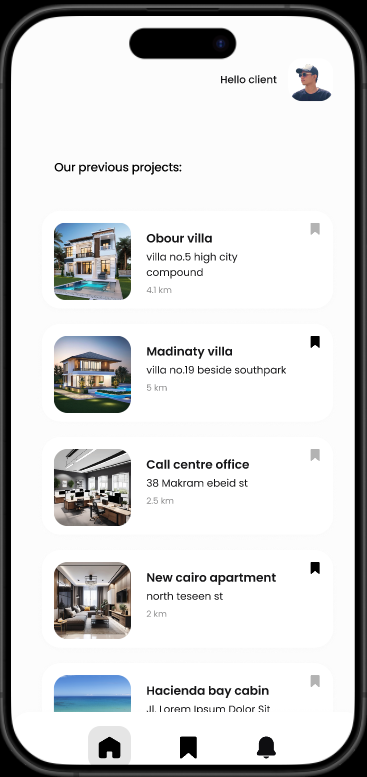 Hello client
Our previous projects:
Obour villa
villa no.5 high city
compound
4.1 km
Madinaty villa
villa no.19 beside southpark
5 km
Call centre office
38 Makram ebeid st
2.5 km
New cairo apartment
north teseen st
2 km
Hacienda bay cabin
Jl. Lorem Ipsum Dolor Sit